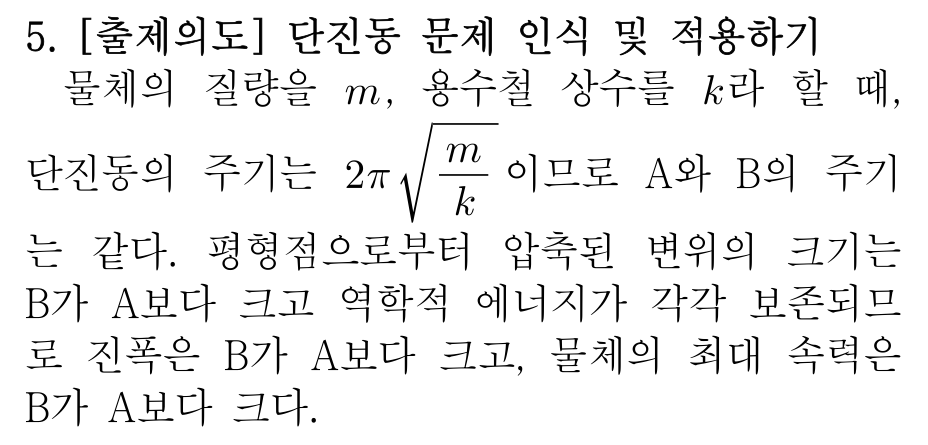 5. [출제의도] 단진동 문제 인식 및 적용하기
물체의 질량을 m, 용수철 상수를 k라 할 때,
단진동의 주기는 2π√(m/k) 이므로 A와 B의 주기
는 같다. 평형점으로부터 압축된 변위의 크기는
B가 A보다 크고 역학적 에너지가 각각 보존되므
로 진폭은 B가 A보다 크고, 물체의 최대 속력은
B가 A보다 크다.